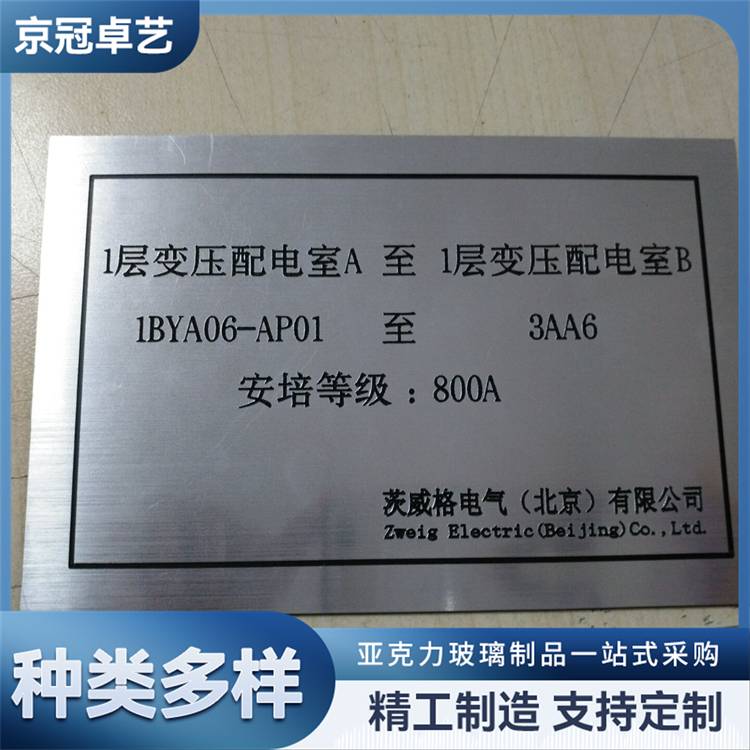 京冠卓艺
1层变压配电室A 至 1层变压配电室B
1BYA06-AP01 至 3AA6
安培等级：800A
茨威格电气（北京）有限公司
Zweig Electric(Beijing)Co.,Ltd.
种类多样
亚克力玻璃制品一站式采购
精工制造 支持定制